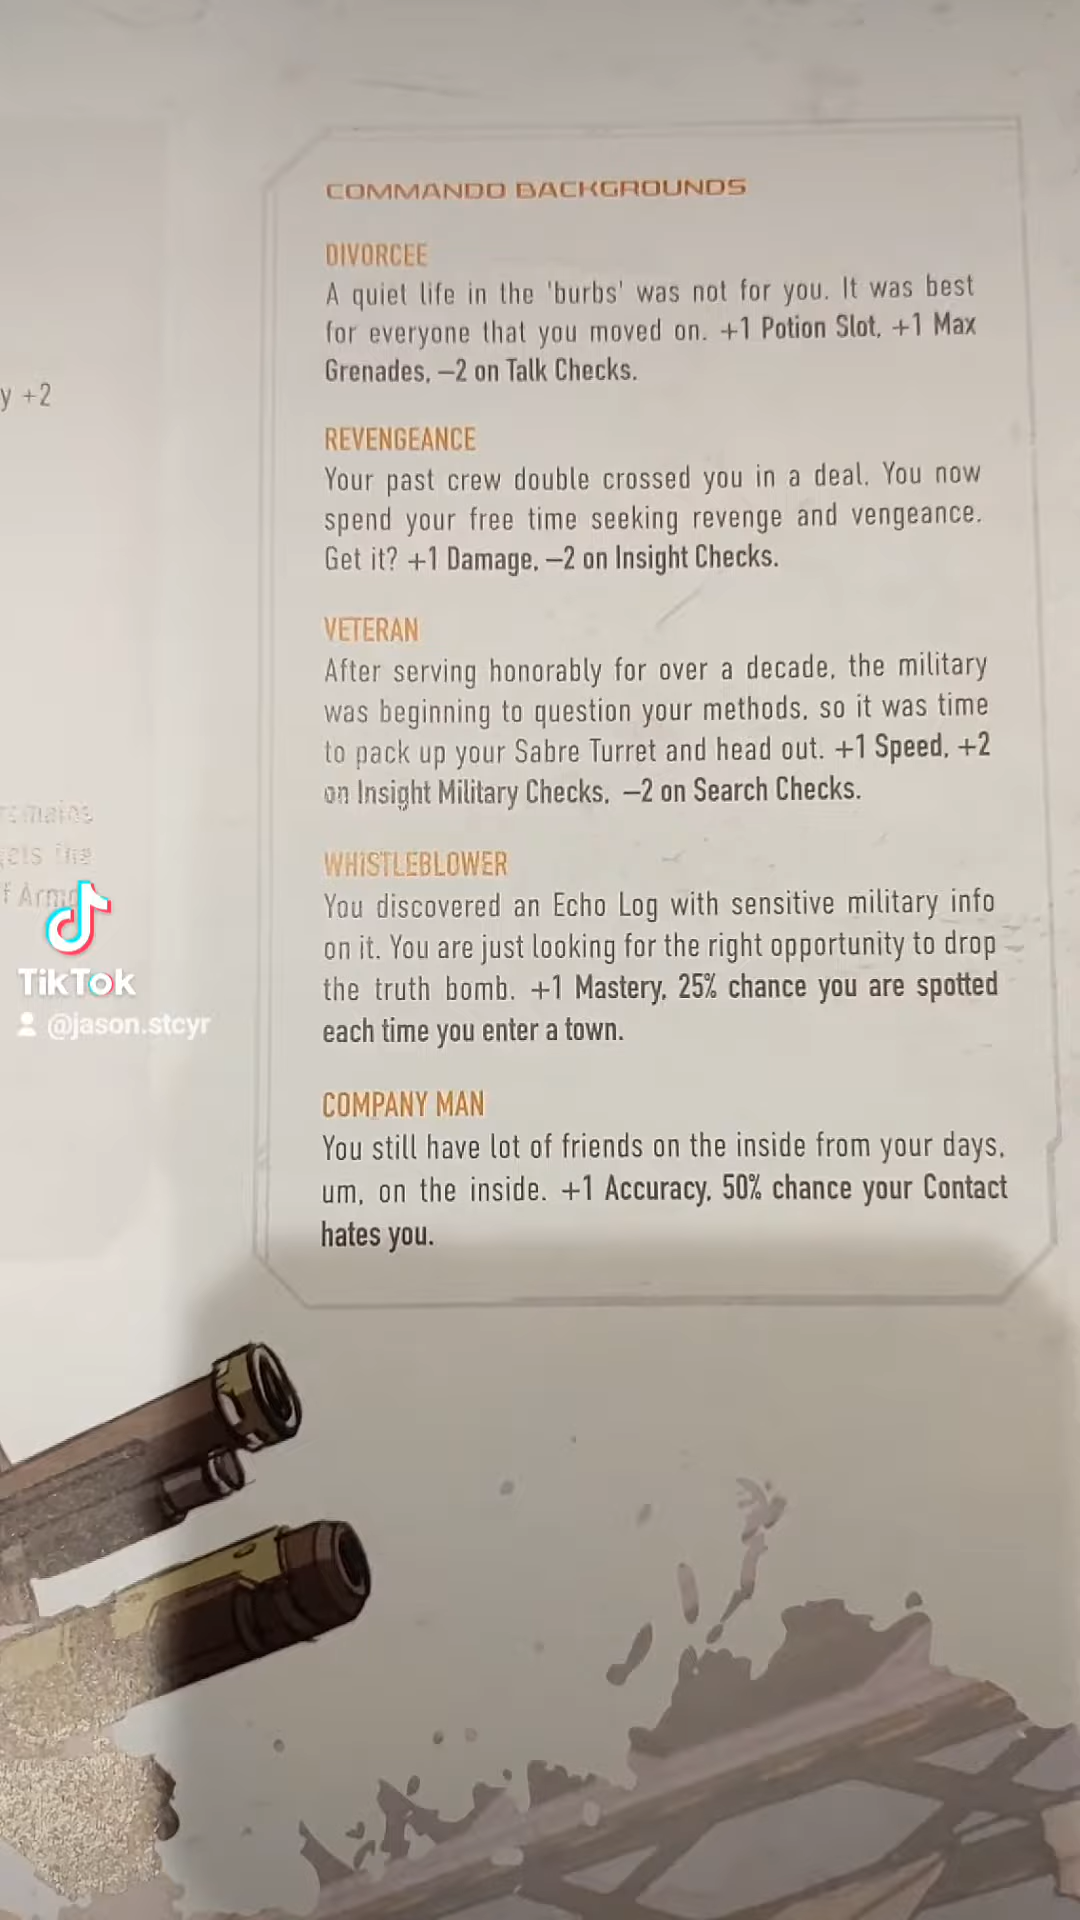 y +2
remains
gets the
f Armo
TikTok
@jason.stcyr
COMMANDO BACKGROUNDS
DIVORCEE
A quiet life in the 'burbs' was not for you. It was best
for everyone that you moved on. +1 Potion Slot, +1 Max
Grenades, –2 on Talk Checks.
REVENGEANCE
Your past crew double crossed you in a deal. You now
spend your free time seeking revenge and vengeance.
Get it? +1 Damage, –2 on Insight Checks.
VETERAN
After serving honorably for over a decade, the military
was beginning to question your methods, so it was time
to pack up your Sabre Turret and head out. +1 Speed, +2
on Insight Military Checks, –2 on Search Checks.
WHISTLEBLOWER
You discovered an Echo Log with sensitive military info
on it. You are just looking for the right opportunity to drop
the truth bomb. +1 Mastery, 25% chance you are spotted
each time you enter a town.
COMPANY MAN
You still have lot of friends on the inside from your days,
um, on the inside. +1 Accuracy, 50% chance your Contact
hates you.